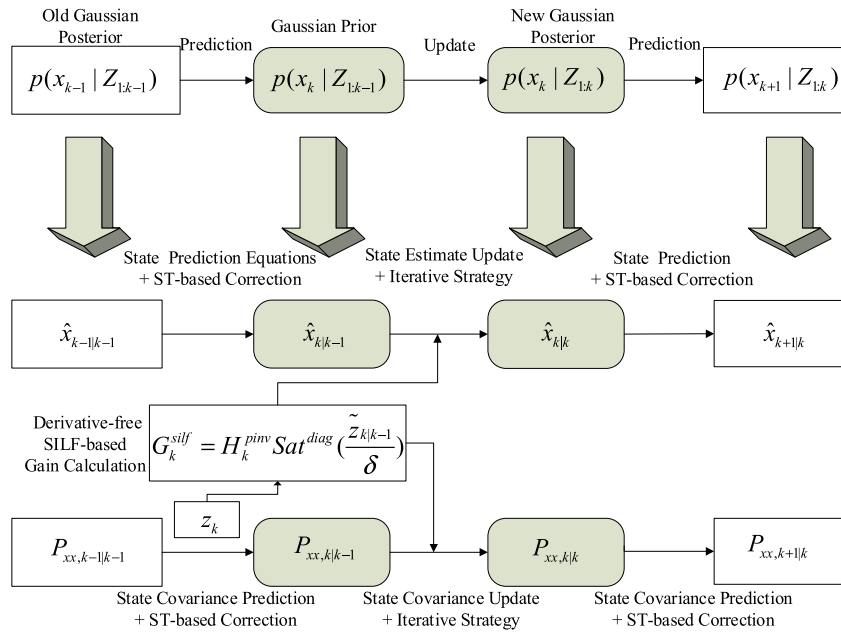 Old Gaussian
Posterior
Prediction
Gaussian Prior
Update
New Gaussian
Posterior
Prediction
p(x_{k-1} | Z_{1:k-1})
p(x_k | Z_{1:k-1})
p(x_k | Z_{1:k})
p(x_{k+1} | Z_{1:k})
State Prediction Equations
+ ST-based Correction
State Estimate Update
+ Iterative Strategy
State Prediction
+ ST-based Correction
x̂_{k-1|k-1}
x̂_{k|k-1}
x̂_{k|k}
x̂_{k+1|k}
Derivative-free
SILF-based
Gain Calculation
G_k^{silf} = H_k^{pinv} Sat^{diag}(z̃_{k|k-1}/δ)
z_k
P_{xx,k-1|k-1}
P_{xx,k|k-1}
P_{xx,k|k}
P_{xx,k+1|k}
State Covariance Prediction
+ ST-based Correction
State Covariance Update
+ Iterative Strategy
State Covariance Prediction
+ ST-based Correction